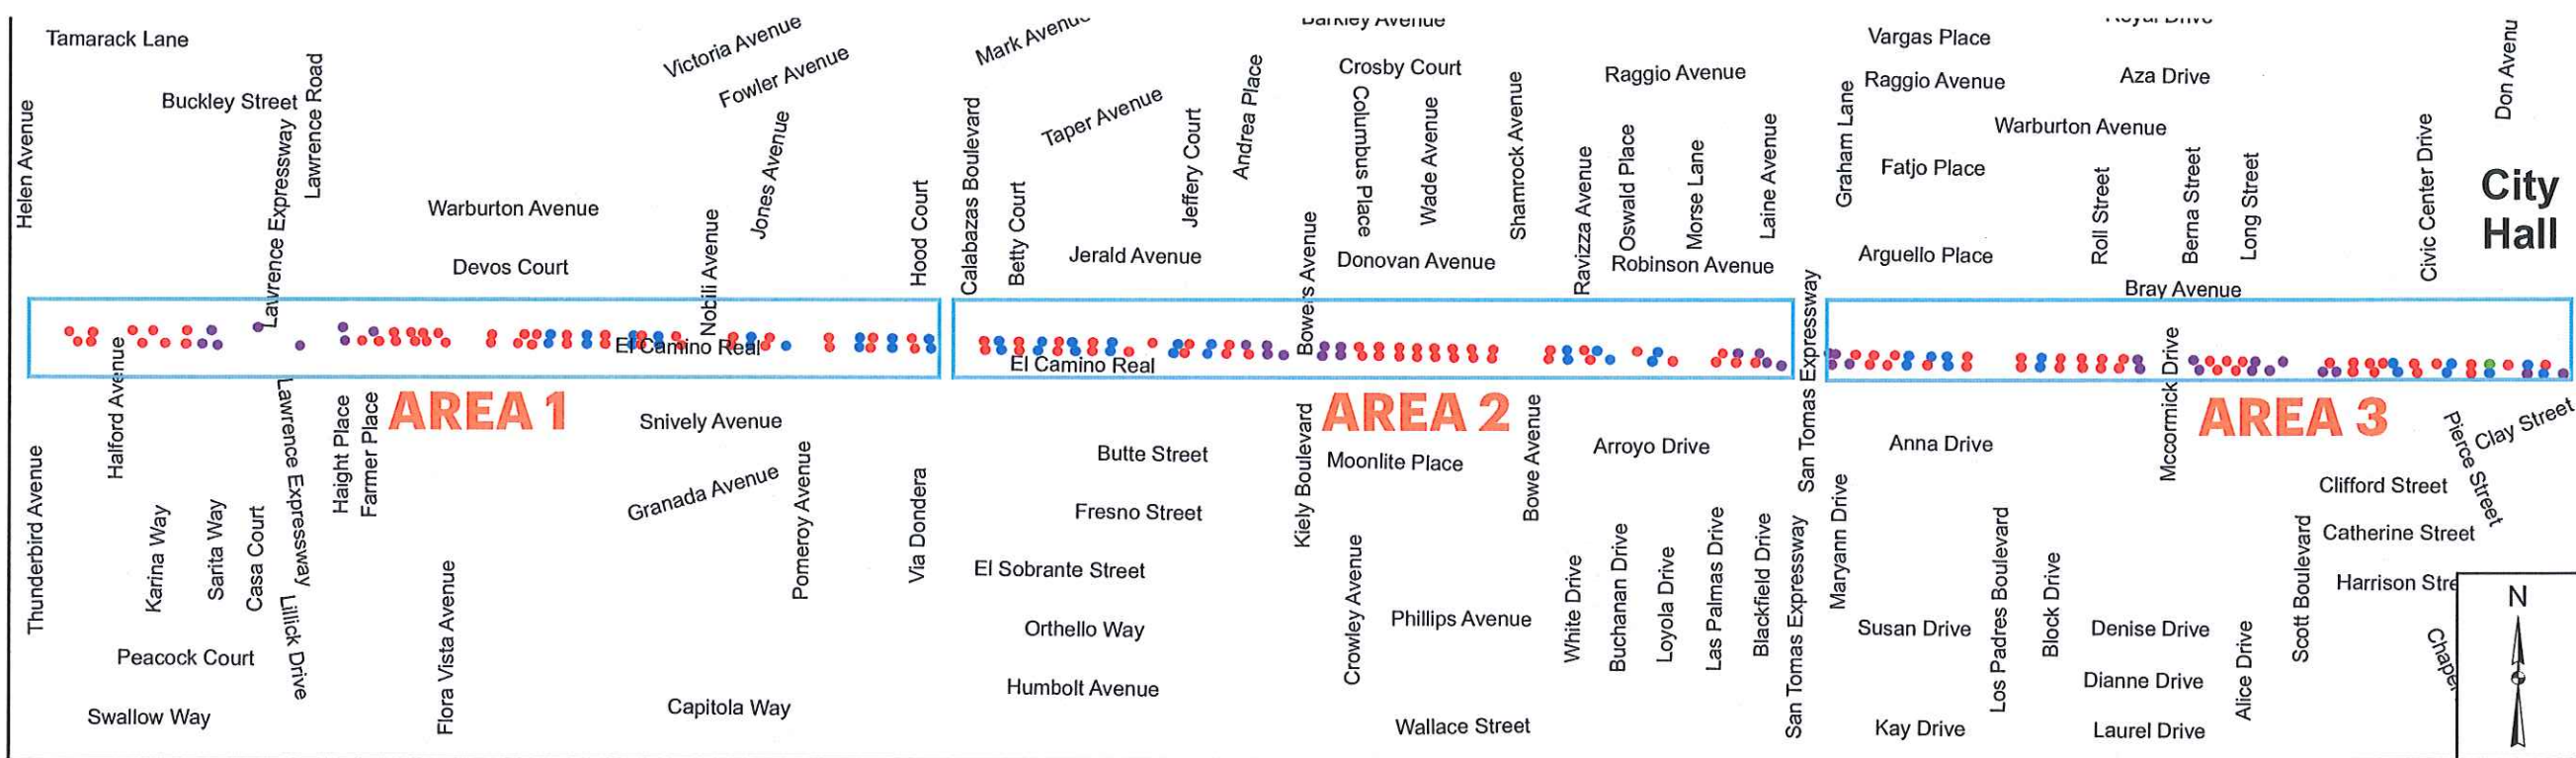 Tamarack Lane
Buckley Street
Helen Avenue
Lawrence Expressway
Lawrence Road
Victoria Avenue
Fowler Avenue
Jones Avenue
Warburton Avenue
Devos Court
Nobili Avenue
Hood Court
Mark Avenue
Calabazas Boulevard
Betty Court
Taper Avenue
Jeffery Court
Andrea Place
Jerald Avenue
Barkley Avenue
Crosby Court
Columbus Place
Wade Avenue
Shamrock Avenue
Bowers Avenue
Donovan Avenue
Raggio Avenue
Ravizza Avenue
Oswald Place
Morse Lane
Laine Avenue
Robinson Avenue
Royal Drive
Vargas Place
Raggio Avenue
Aza Drive
Graham Lane
Warburton Avenue
Fatjo Place
Arguello Place
Roll Street
Berna Street
Long Street
Bray Avenue
Civic Center Drive
Don Avenu
City
Hall
El Camino Real
El Camino Real
San Tomas Expressway
Mccormick Drive
Halford Avenue
AREA 1
AREA 2
AREA 3
Thunderbird Avenue
Karina Way
Sarita Way
Casa Court
Lawrence Expressway
Lillick Drive
Haight Place
Farmer Place
Peacock Court
Swallow Way
Flora Vista Avenue
Snively Avenue
Granada Avenue
Pomeroy Avenue
Capitola Way
Via Dondera
Butte Street
Fresno Street
El Sobrante Street
Orthello Way
Humbolt Avenue
Kiely Boulevard
Moonlite Place
Crowley Avenue
Phillips Avenue
Wallace Street
Bowe Avenue
Arroyo Drive
White Drive
Buchanan Drive
Loyola Drive
Las Palmas Drive
Blackfield Drive
San Tomas Expressway
Maryann Drive
Anna Drive
Susan Drive
Kay Drive
Los Padres Boulevard
Block Drive
Denise Drive
Dianne Drive
Laurel Drive
Alice Drive
Scott Boulevard
Clifford Street
Catherine Street
Harrison Stre
Pierce Street
Clay Street
Chapel
N